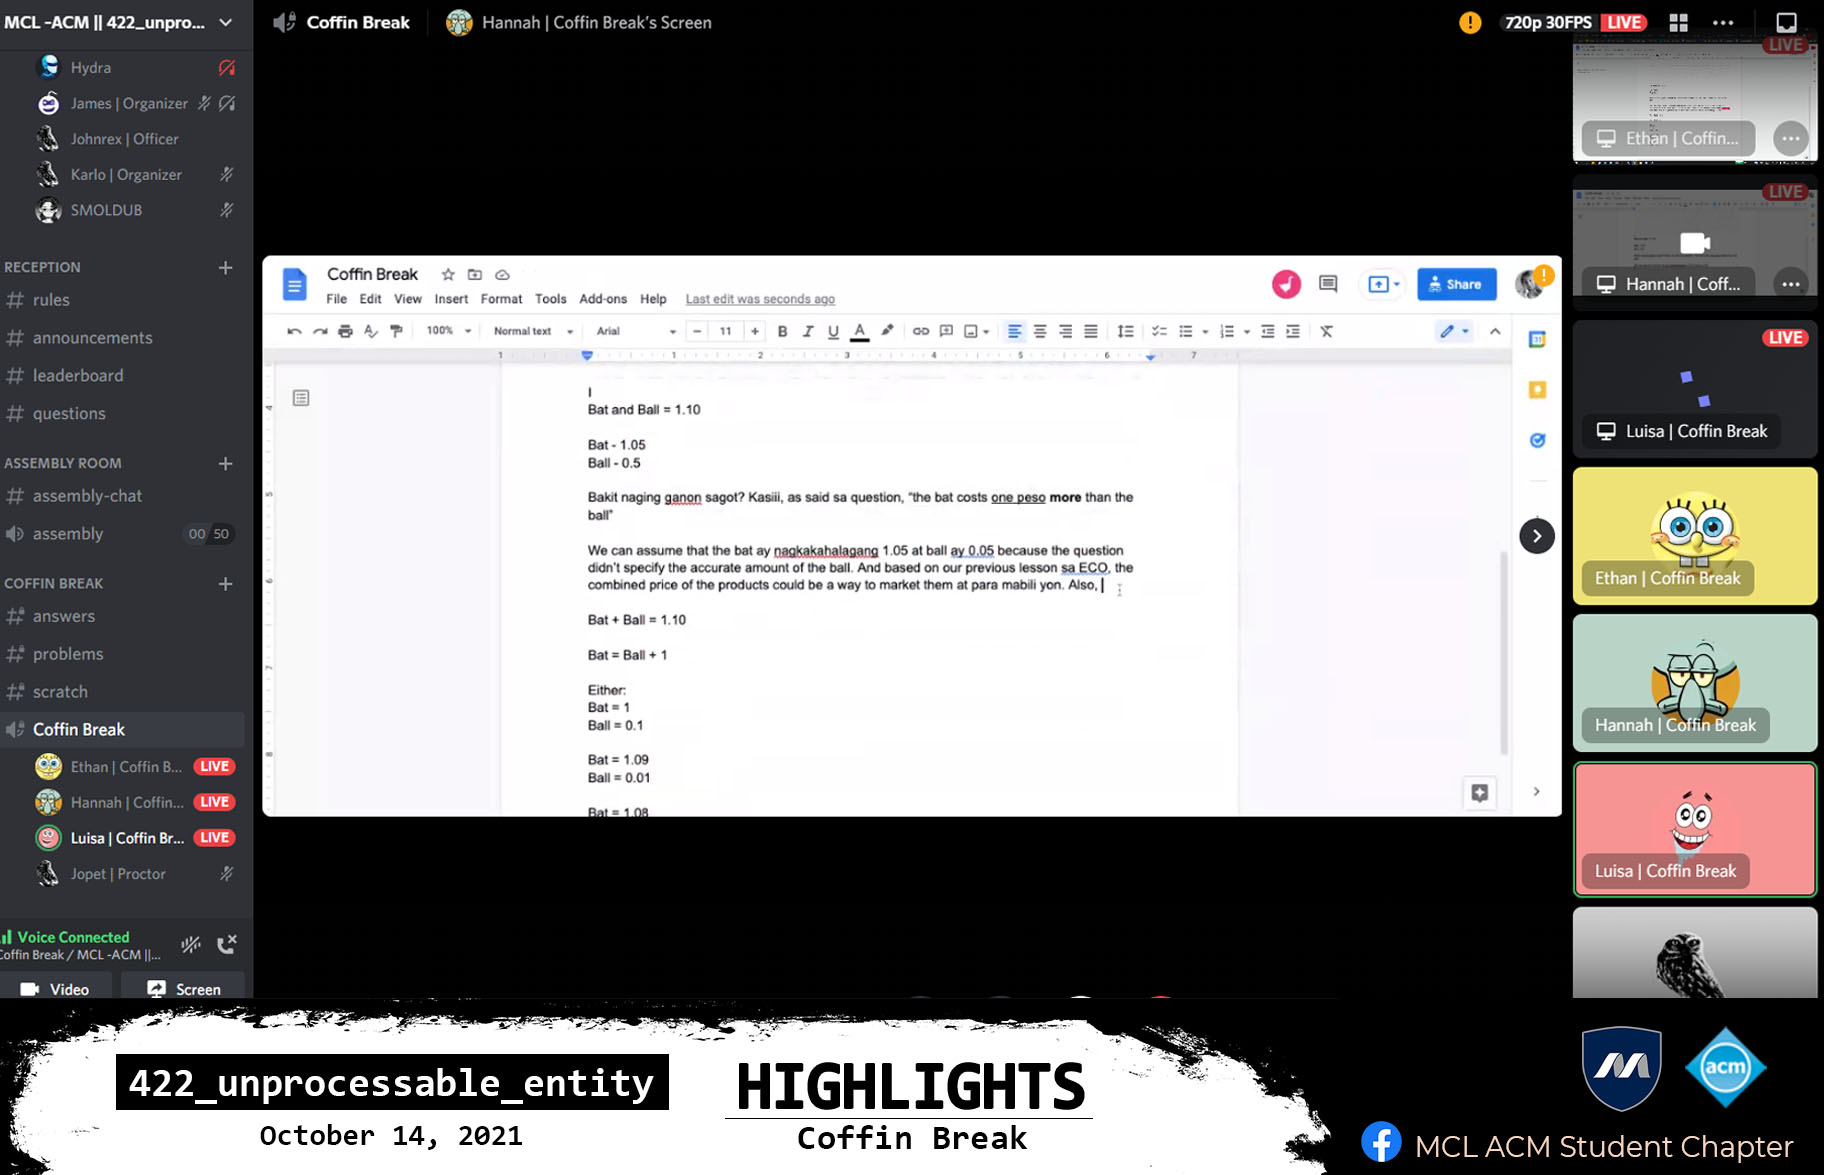 MCL -ACM || 422_unpro...
Coffin Break
Hannah | Coffin Break's Screen
720p 30FPS LIVE
Hydra
James | Organizer
Johnrex | Officer
Karlo | Organizer
SMOLDUB
RECEPTION
rules
announcements
leaderboard
questions
ASSEMBLY ROOM
assembly-chat
assembly
00 50
COFFIN BREAK
answers
problems
scratch
Coffin Break
Ethan | Coffin B... LIVE
Hannah | Coffin... LIVE
Luisa | Coffin Br... LIVE
Jopet | Proctor
Voice Connected
Coffin Break / MCL -ACM ||...
Video
Screen
Coffin Break
File Edit View Insert Format Tools Add-ons Help Last edit was seconds ago
Share
100% Normal text Arial 11
1 1 2 3 4 5 6 7
Bat and Ball = 1.10
Bat - 1.05
Ball - 0.5
Bakit naging ganon sagot? Kasiii, as said sa question, “the bat costs one peso more than the
ball”
We can assume that the bat ay nagkakahalagang 1.05 at ball ay 0.05 because the question
didn't specify the accurate amount of the ball. And based on our previous lesson sa ECO, the
combined price of the products could be a way to market them at para mabili yon. Also,
Bat + Ball = 1.10
Bat = Ball + 1
Either:
Bat = 1
Ball = 0.1
Bat = 1.09
Ball = 0.01
Bat = 1.08
LIVE
Ethan | Coffin...
LIVE
Hannah | Coff...
LIVE
Luisa | Coffin Break
Ethan | Coffin Break
Hannah | Coffin Break
Luisa | Coffin Break
422_unprocessable_entity
October 14, 2021
HIGHLIGHTS
Coffin Break
acm
MCL ACM Student Chapter